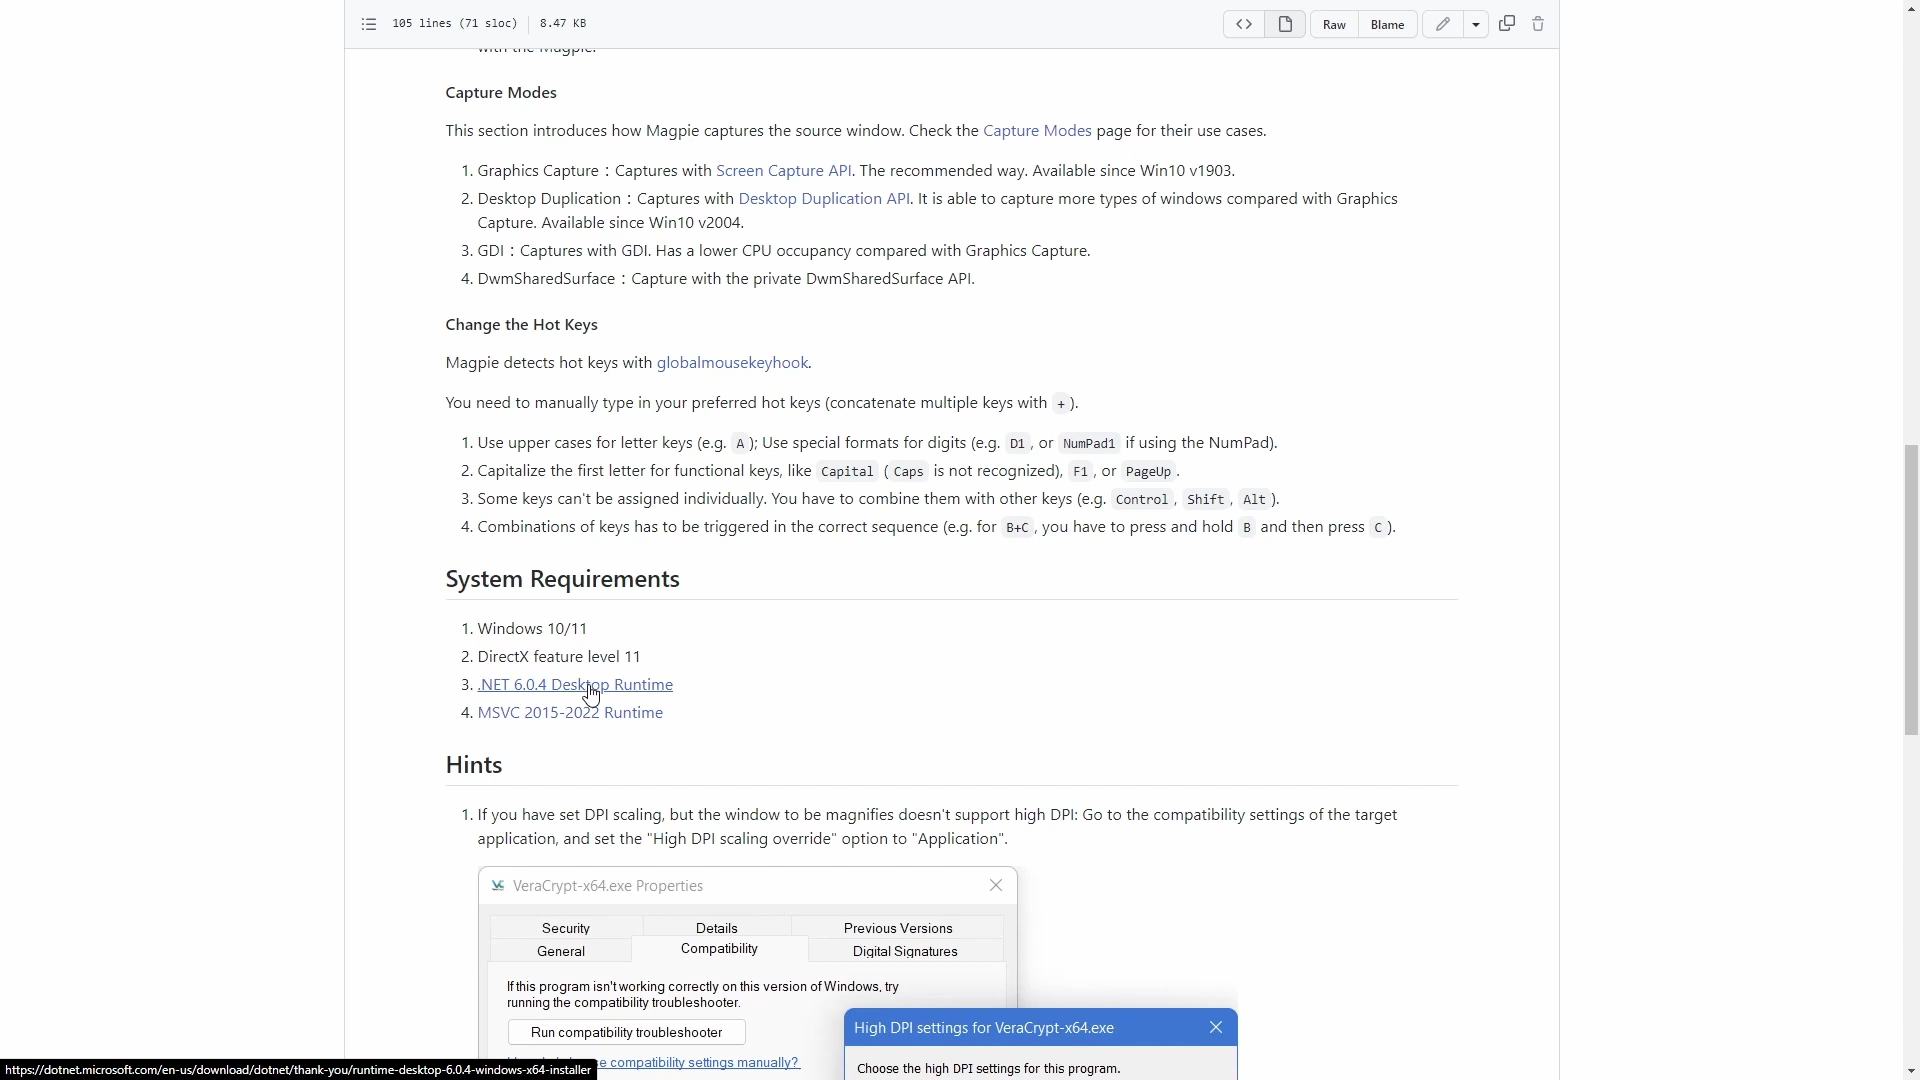 105 lines (71 sloc) 8.47 KB
Raw Blame
with the Magpie.
Capture Modes
This section introduces how Magpie captures the source window. Check the Capture Modes page for their use cases.
1. Graphics Capture：Captures with Screen Capture API. The recommended way. Available since Win10 v1903.
2. Desktop Duplication：Captures with Desktop Duplication API. It is able to capture more types of windows compared with Graphics
Capture. Available since Win10 v2004.
3. GDI：Captures with GDI. Has a lower CPU occupancy compared with Graphics Capture.
4. DwmSharedSurface：Capture with the private DwmSharedSurface API.
Change the Hot Keys
Magpie detects hot keys with globalmousekeyhook.
You need to manually type in your preferred hot keys (concatenate multiple keys with + ).
1. Use upper cases for letter keys (e.g. A ); Use special formats for digits (e.g. D1 , or NumPad1 if using the NumPad).
2. Capitalize the first letter for functional keys, like Capital ( Caps is not recognized), F1 , or PageUp .
3. Some keys can't be assigned individually. You have to combine them with other keys (e.g. Control , Shift , Alt ).
4. Combinations of keys has to be triggered in the correct sequence (e.g. for B+C , you have to press and hold B and then press C ).
System Requirements
1. Windows 10/11
2. DirectX feature level 11
3. .NET 6.0.4 Desktop Runtime
4. MSVC 2015-2022 Runtime
Hints
1. If you have set DPI scaling, but the window to be magnifies doesn't support high DPI: Go to the compatibility settings of the target
application, and set the "High DPI scaling override" option to "Application".
VeraCrypt-x64.exe Properties
Security Details Previous Versions
General Compatibility Digital Signatures
If this program isn't working correctly on this version of Windows, try
running the compatibility troubleshooter.
Run compatibility troubleshooter
High DPI settings for VeraCrypt-x64.exe
compatibility settings manually?
Choose the high DPI settings for this program.
https://dotnet.microsoft.com/en-us/download/dotnet/thank-you/runtime-desktop-6.0.4-windows-x64-installer